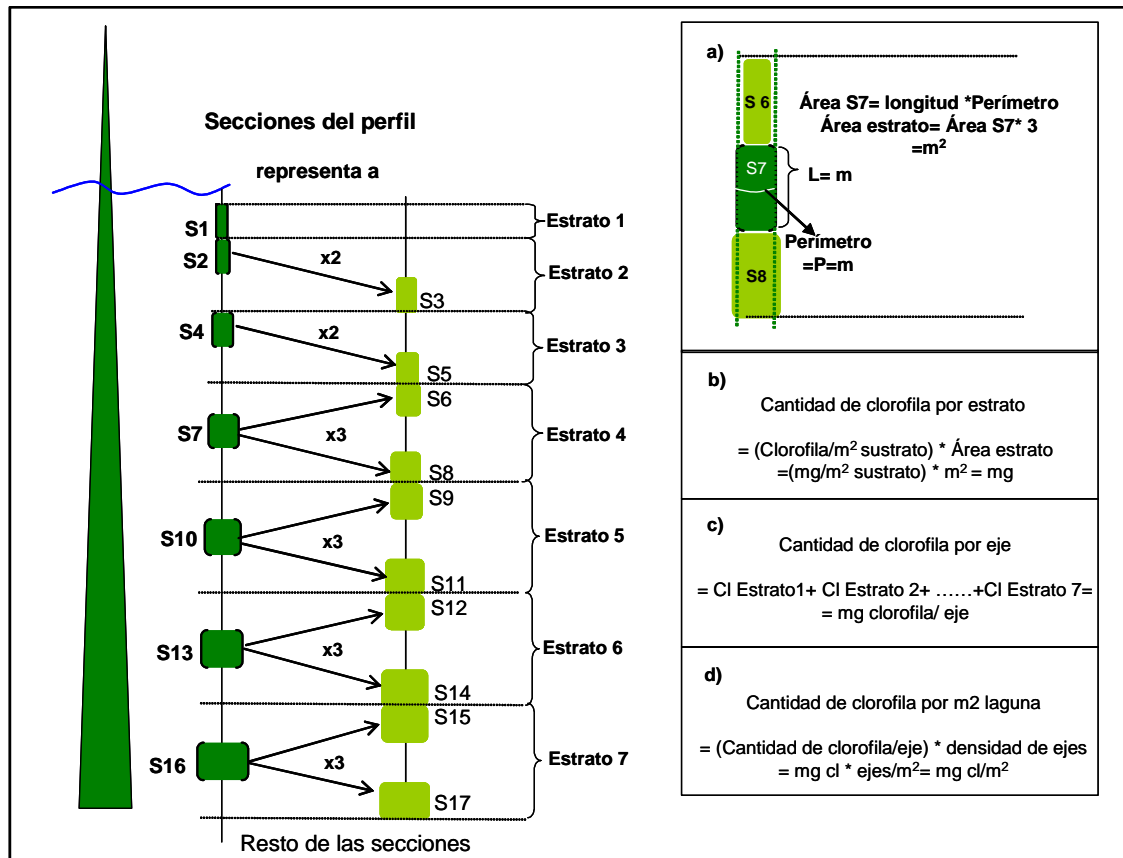 Secciones del perfil
representa a
S1
Estrato 1
S2
x2
S3
Estrato 2
S4
x2
S5
Estrato 3
S6
S7
x3
S8
Estrato 4
S9
S10
x3
S11
Estrato 5
S12
S13
x3
S14
Estrato 6
S15
S16
x3
S17
Estrato 7
Resto de las secciones
a)
S 6
S7
S8
Área S7= longitud *Perímetro
Área estrato= Área S7* 3
=m²
L= m
Perímetro
=P=m
b)
Cantidad de clorofila por estrato
= (Clorofila/m² sustrato) * Área estrato
=(mg/m² sustrato) * m² = mg
c)
Cantidad de clorofila por eje
= Cl Estrato1+ Cl Estrato 2+ ……+Cl Estrato 7=
= mg clorofila/ eje
d)
Cantidad de clorofila por m2 laguna
= (Cantidad de clorofila/eje) * densidad de ejes
= mg cl * ejes/m²= mg cl/m²